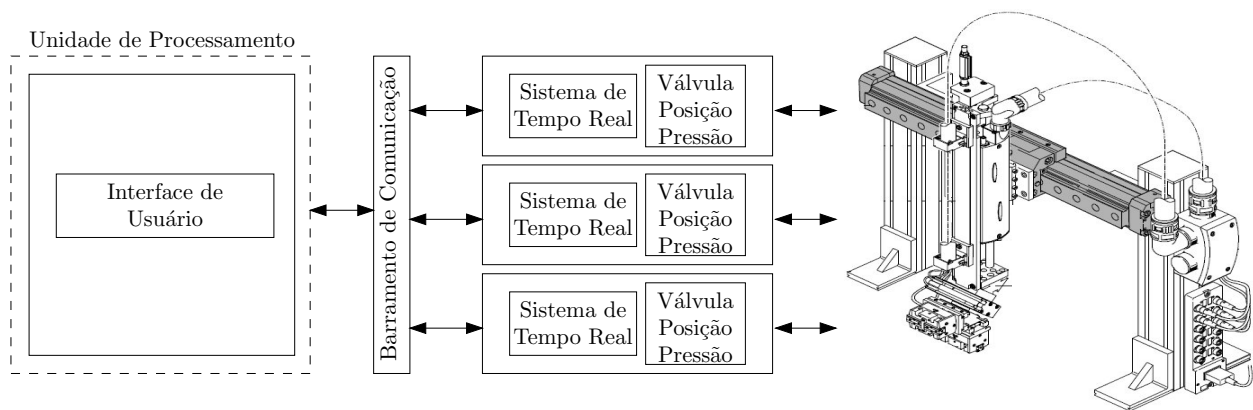 Unidade de Processamento
Interface de
Usuário
Barramento de Comunicação
Sistema de
Tempo Real
Válvula
Posição
Pressão
Sistema de
Tempo Real
Válvula
Posição
Pressão
Sistema de
Tempo Real
Válvula
Posição
Pressão